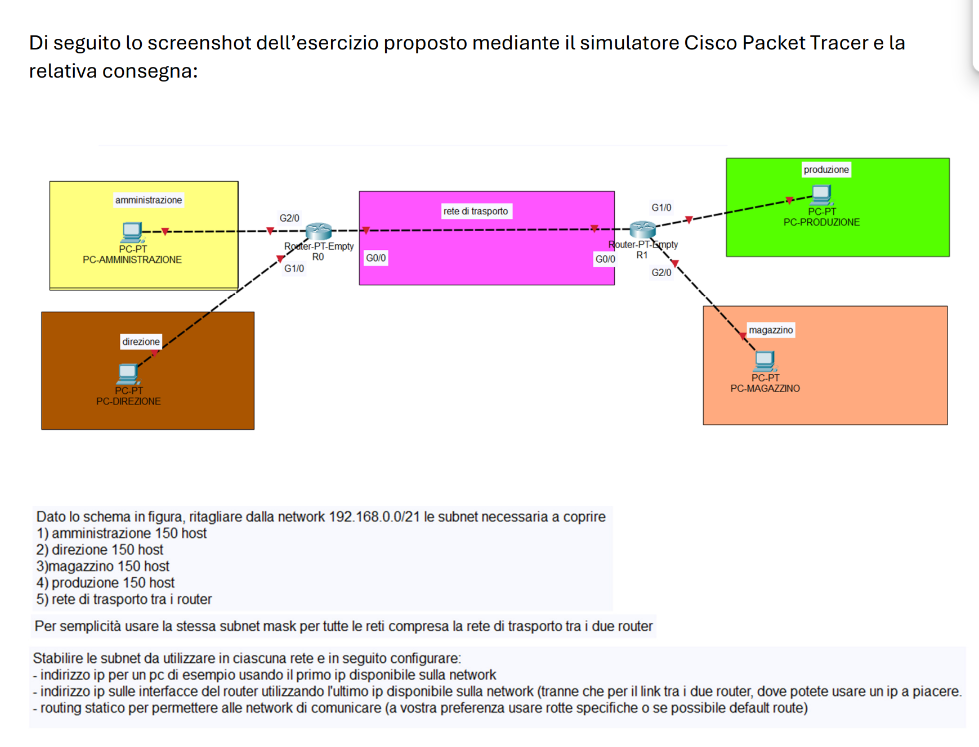 Di seguito lo screenshot dell’esercizio proposto mediante il simulatore Cisco Packet Tracer e la
relativa consegna:
amministrazione
PC-PT
PC-AMMINISTRAZIONE
G2/0
Router-PT-Empty
R0
G1/0
G0/0
rete di trasporto
G0/0
G1/0
Router-PT-Empty
R1
G2/0
produzione
PC-PT
PC-PRODUZIONE
direzione
PC-PT
PC-DIREZIONE
magazzino
PC-PT
PC-MAGAZZINO
Dato lo schema in figura, ritagliare dalla network 192.168.0.0/21 le subnet necessaria a coprire
1) amministrazione 150 host
2) direzione 150 host
3)magazzino 150 host
4) produzione 150 host
5) rete di trasporto tra i router
Per semplicità usare la stessa subnet mask per tutte le reti compresa la rete di trasporto tra i due router
Stabilire le subnet da utilizzare in ciascuna rete e in seguito configurare:
- indirizzo ip per un pc di esempio usando il primo ip disponibile sulla network
- indirizzo ip sulle interfacce del router utilizzando l'ultimo ip disponibile sulla network (tranne che per il link tra i due router, dove potete usare un ip a piacere.
- routing statico per permettere alle network di comunicare (a vostra preferenza usare rotte specifiche o se possibile default route)